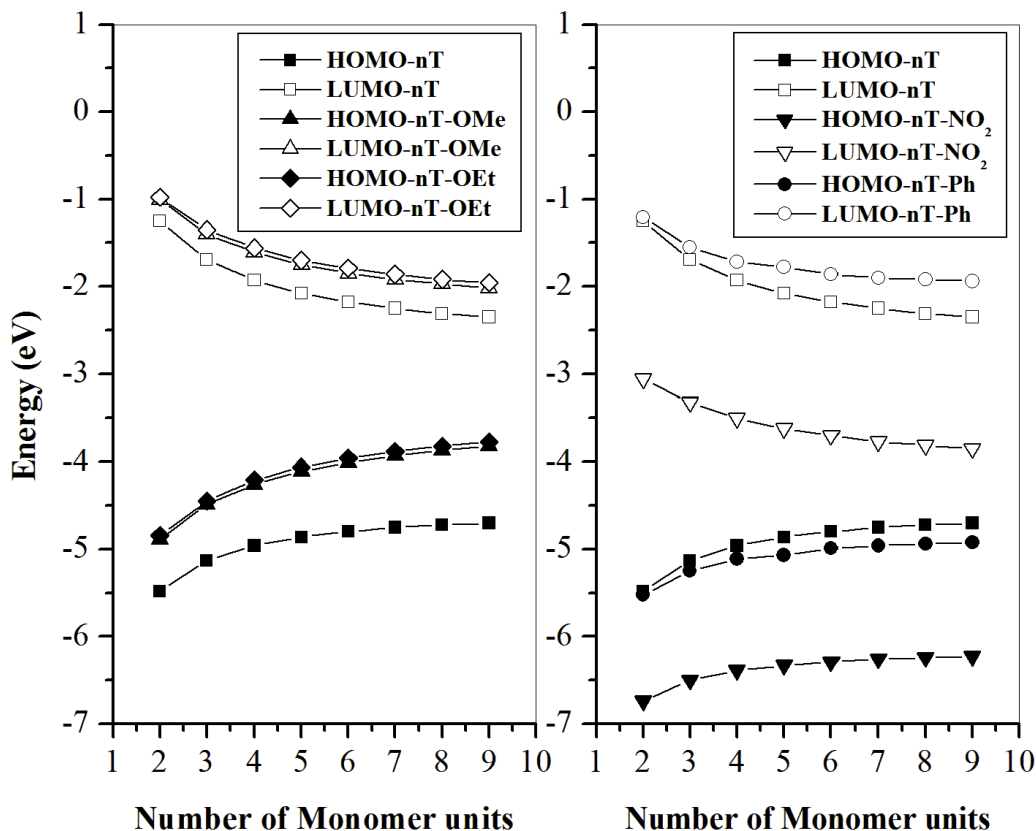 Energy (eV)
1
0
-1
-2
-3
-4
-5
-6
-7
HOMO-nT
LUMO-nT
HOMO-nT-OMe
LUMO-nT-OMe
HOMO-nT-OEt
LUMO-nT-OEt
1 2 3 4 5 6 7 8 9 10
Number of Monomer units
1
0
-1
-2
-3
-4
-5
-6
-7
HOMO-nT
LUMO-nT
HOMO-nT-NO₂
LUMO-nT-NO₂
HOMO-nT-Ph
LUMO-nT-Ph
1 2 3 4 5 6 7 8 9 10
Number of Monomer units